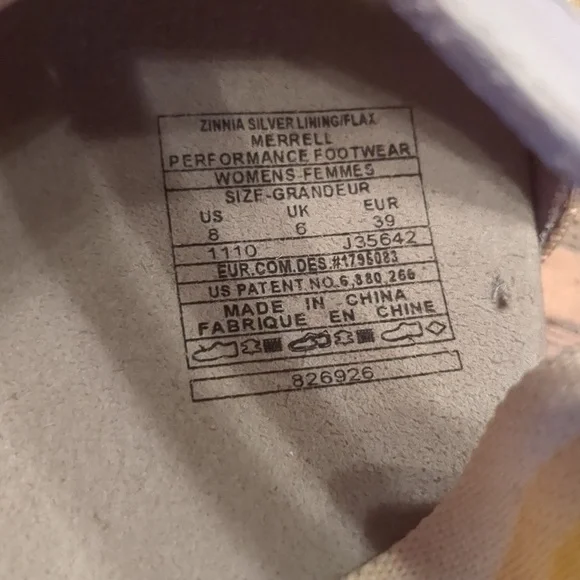 ZINNIA SILVER LINING/FLAX
MERRELL
PERFORMANCE FOOTWEAR
WOMENS-FEMMES
SIZE-GRANDEUR
US UK EUR
8 6 39
1110 J35642
EUR.COM.DES.#1795083
US PATENT NO.6,880,266
MADE IN CHINA
FABRIQUE EN CHINE
826926